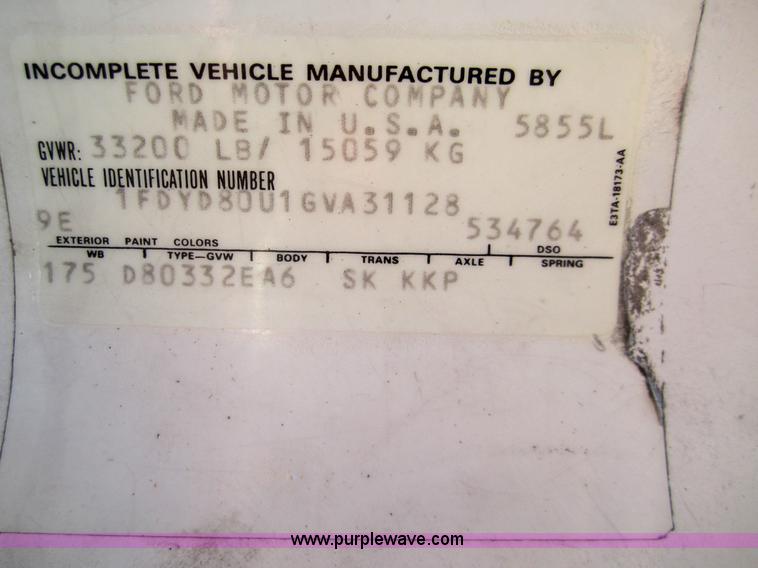 INCOMPLETE VEHICLE MANUFACTURED BY
FORD MOTOR COMPANY
MADE IN U.S.A. 5855L
GVWR: 33200 LB/ 15059 KG
VEHICLE IDENTIFICATION NUMBER
1FDYD80U1GVA31128
9E 534764
EXTERIOR PAINT COLORS DSO
WB TYPE-GVW BODY TRANS AXLE SPRING
175 D80332EA6 SK KKP
E3TA-18173-AA
www.purplewave.com